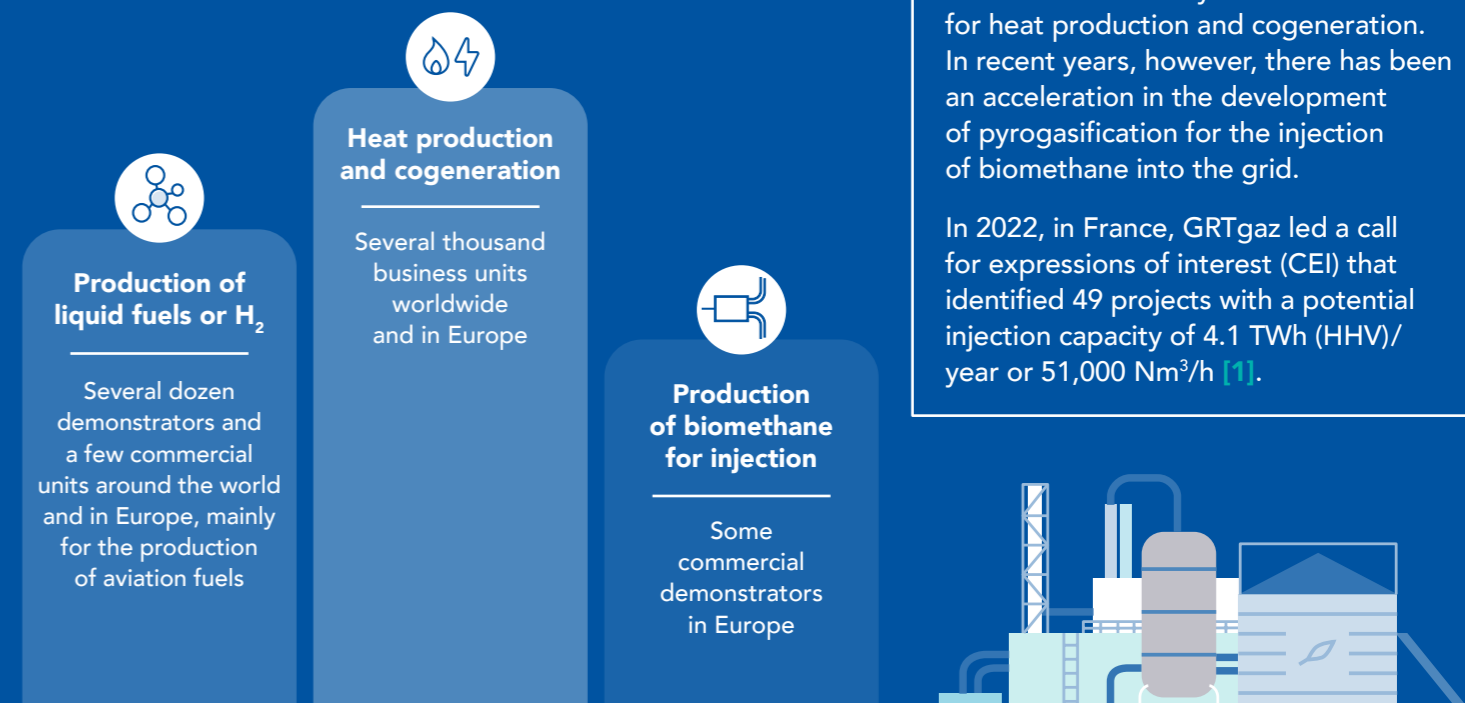 Production of
liquid fuels or H₂
Several dozen
demonstrators and
a few commercial
units around the world
and in Europe, mainly
for the production
of aviation fuels
Heat production
and cogeneration
Several thousand
business units
worldwide
and in Europe
Production
of biomethane
for injection
Some
commercial
demonstrators
in Europe
for heat production and cogeneration.
In recent years, however, there has been
an acceleration in the development
of pyrogasification for the injection
of biomethane into the grid.
In 2022, in France, GRTgaz led a call
for expressions of interest (CEI) that
identified 49 projects with a potential
injection capacity of 4.1 TWh (HHV)/
year or 51,000 Nm³/h [1].